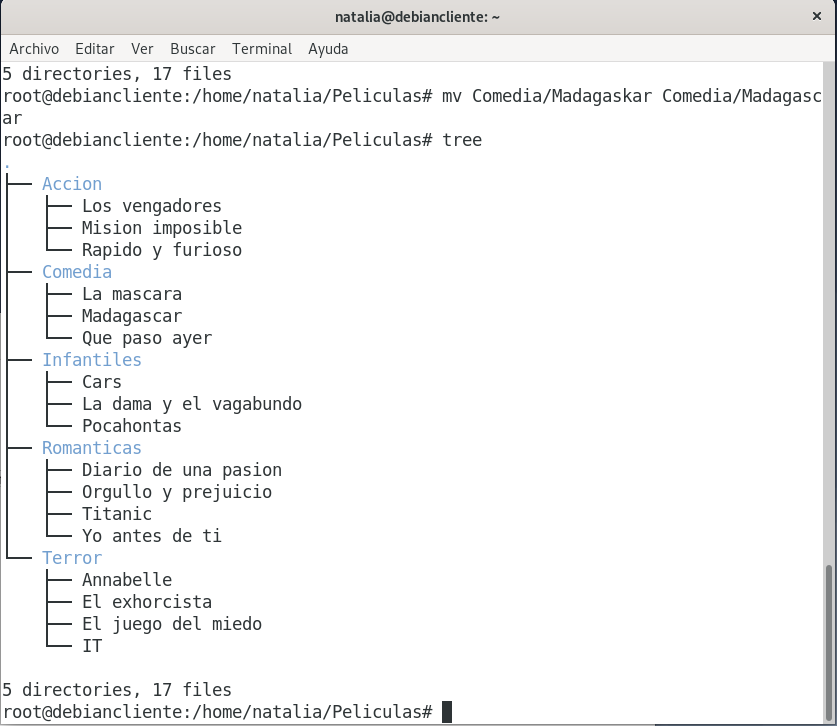 natalia@debiancliente: ~
Archivo Editar Ver Buscar Terminal Ayuda
5 directories, 17 files
root@debiancliente:/home/natalia/Peliculas# mv Comedia/Madagaskar Comedia/Madagasc
ar
root@debiancliente:/home/natalia/Peliculas# tree
.
├── Accion
│   ├── Los vengadores
│   ├── Mision imposible
│   └── Rapido y furioso
├── Comedia
│   ├── La mascara
│   ├── Madagascar
│   └── Que paso ayer
├── Infantiles
│   ├── Cars
│   ├── La dama y el vagabundo
│   └── Pocahontas
├── Romanticas
│   ├── Diario de una pasion
│   ├── Orgullo y prejuicio
│   ├── Titanic
│   └── Yo antes de ti
└── Terror
    ├── Annabelle
    ├── El exhorcista
    ├── El juego del miedo
    └── IT
5 directories, 17 files
root@debiancliente:/home/natalia/Peliculas#